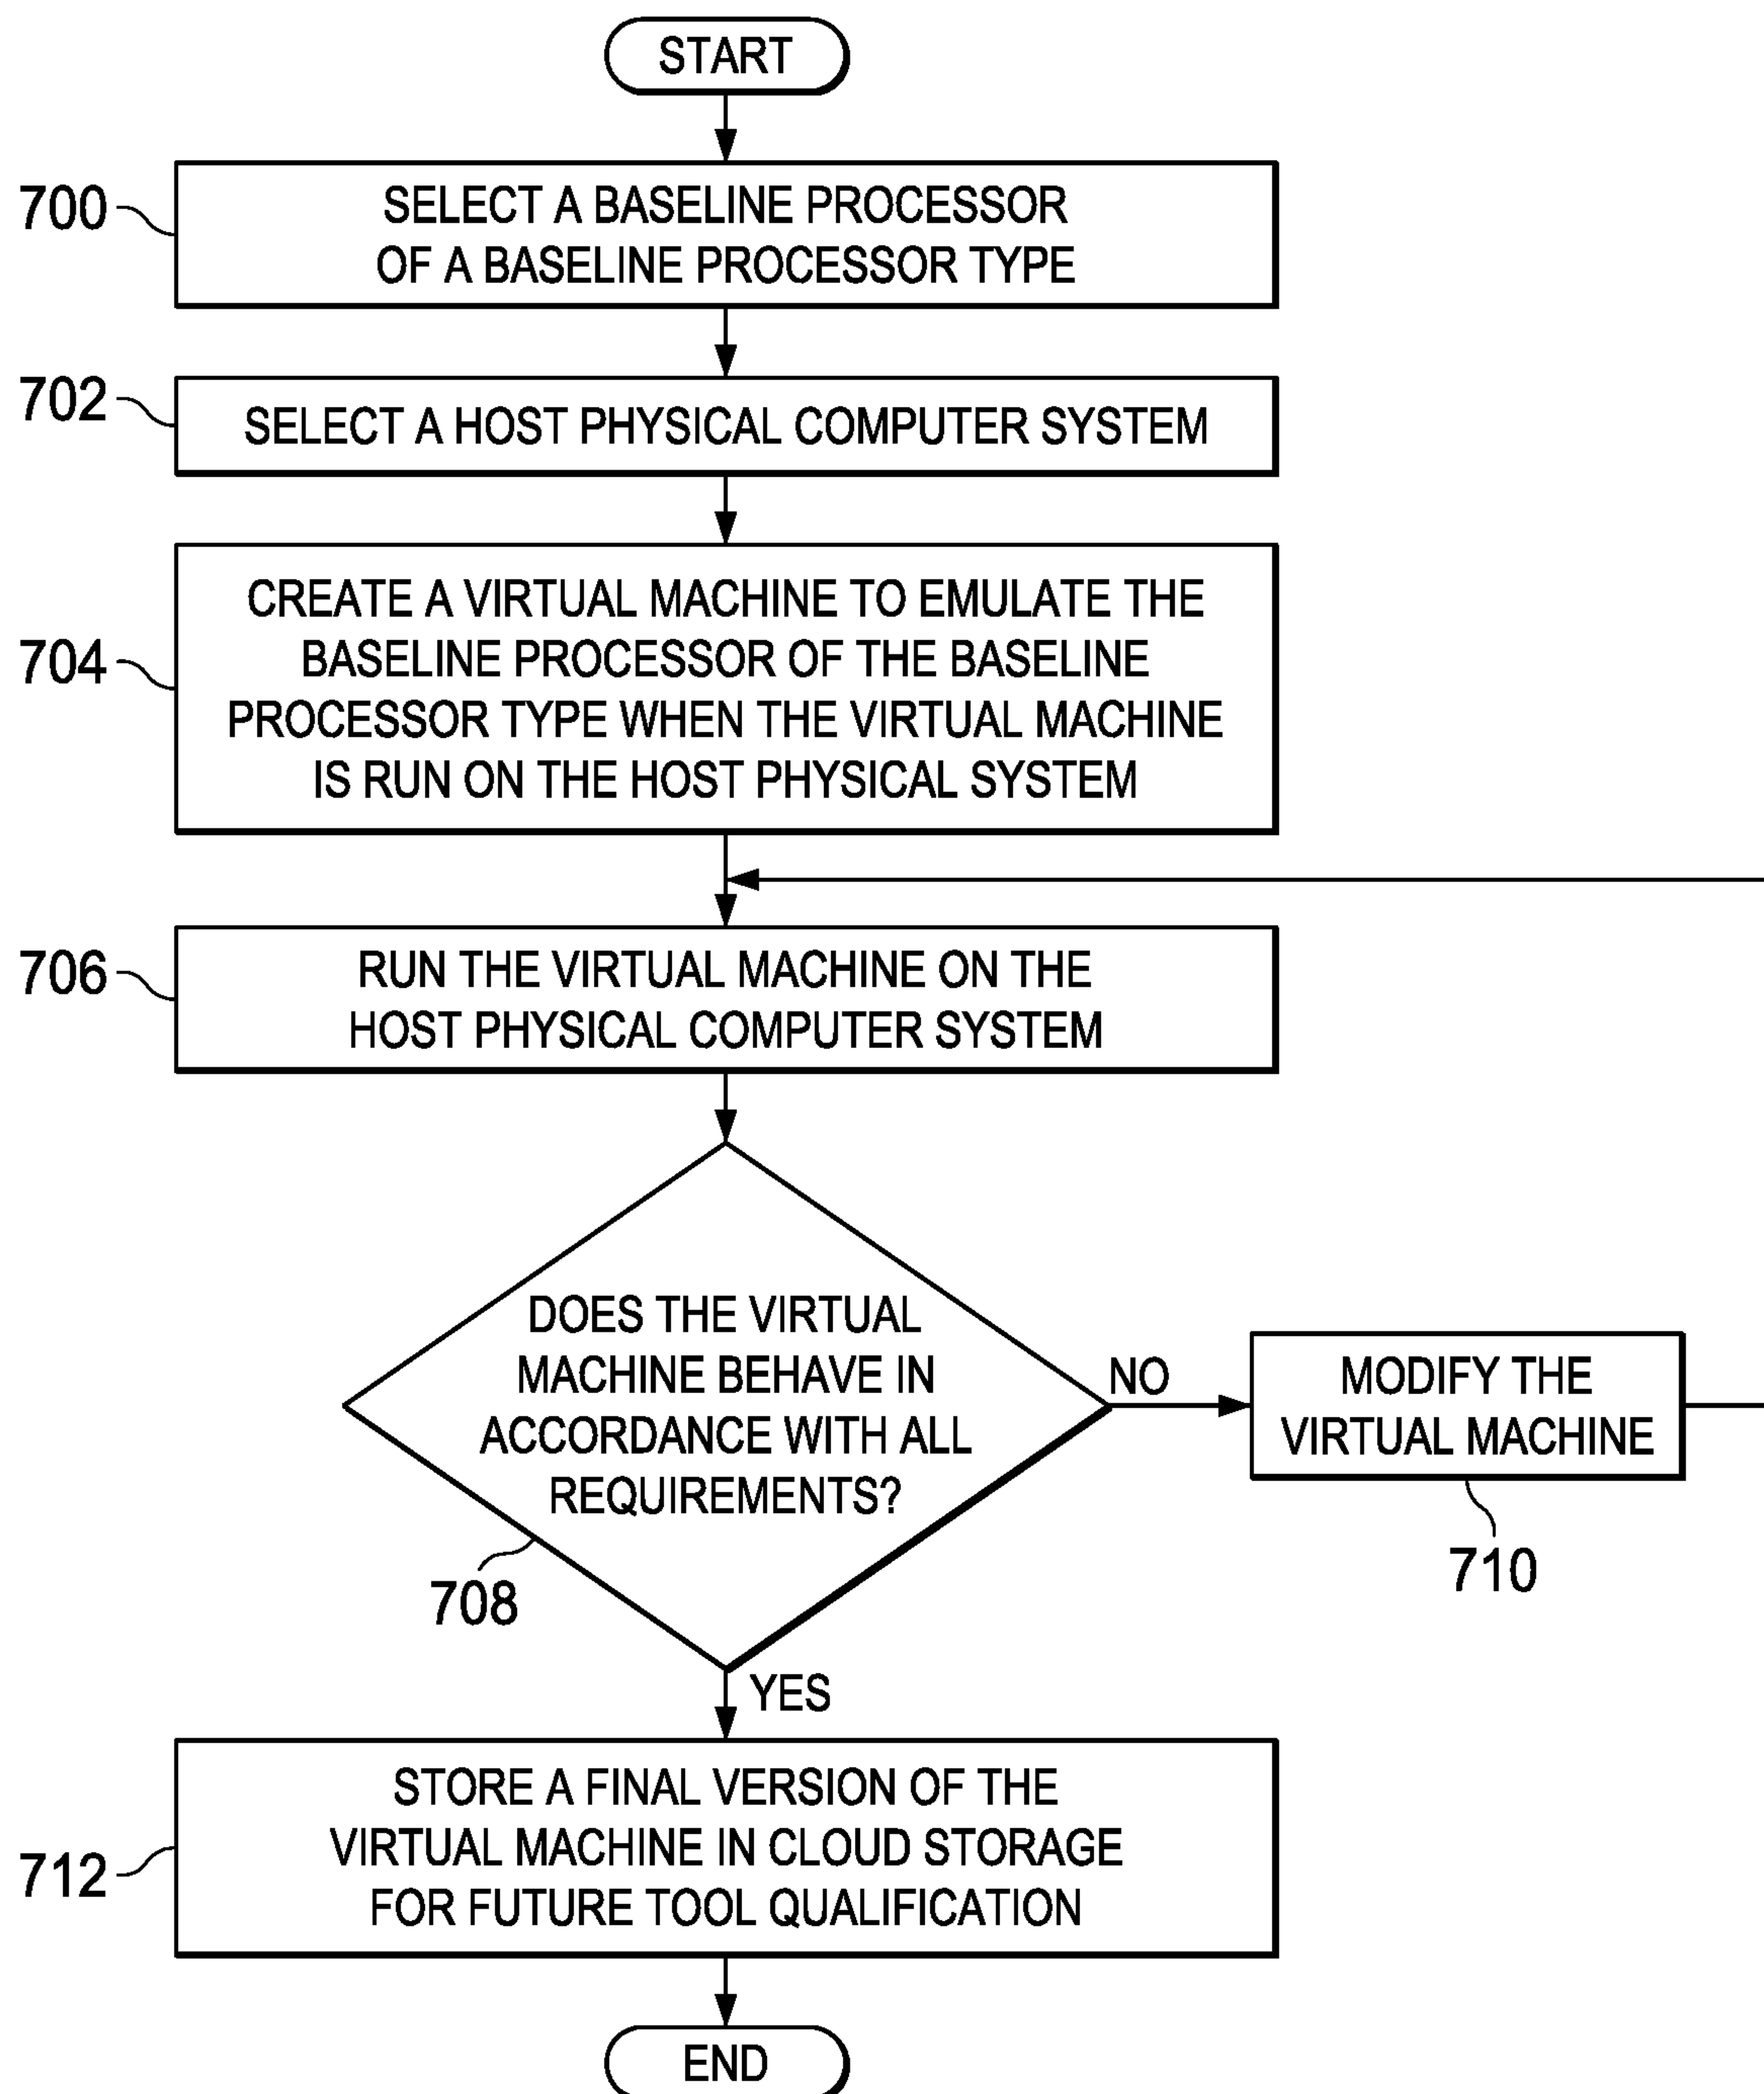 START
700
SELECT A BASELINE PROCESSOR
OF A BASELINE PROCESSOR TYPE
702
SELECT A HOST PHYSICAL COMPUTER SYSTEM
704
CREATE A VIRTUAL MACHINE TO EMULATE THE
BASELINE PROCESSOR OF THE BASELINE
PROCESSOR TYPE WHEN THE VIRTUAL MACHINE
IS RUN ON THE HOST PHYSICAL SYSTEM
706
RUN THE VIRTUAL MACHINE ON THE
HOST PHYSICAL COMPUTER SYSTEM
DOES THE VIRTUAL
MACHINE BEHAVE IN
ACCORDANCE WITH ALL
REQUIREMENTS?
708
NO
MODIFY THE
VIRTUAL MACHINE
710
YES
712
STORE A FINAL VERSION OF THE
VIRTUAL MACHINE IN CLOUD STORAGE
FOR FUTURE TOOL QUALIFICATION
END